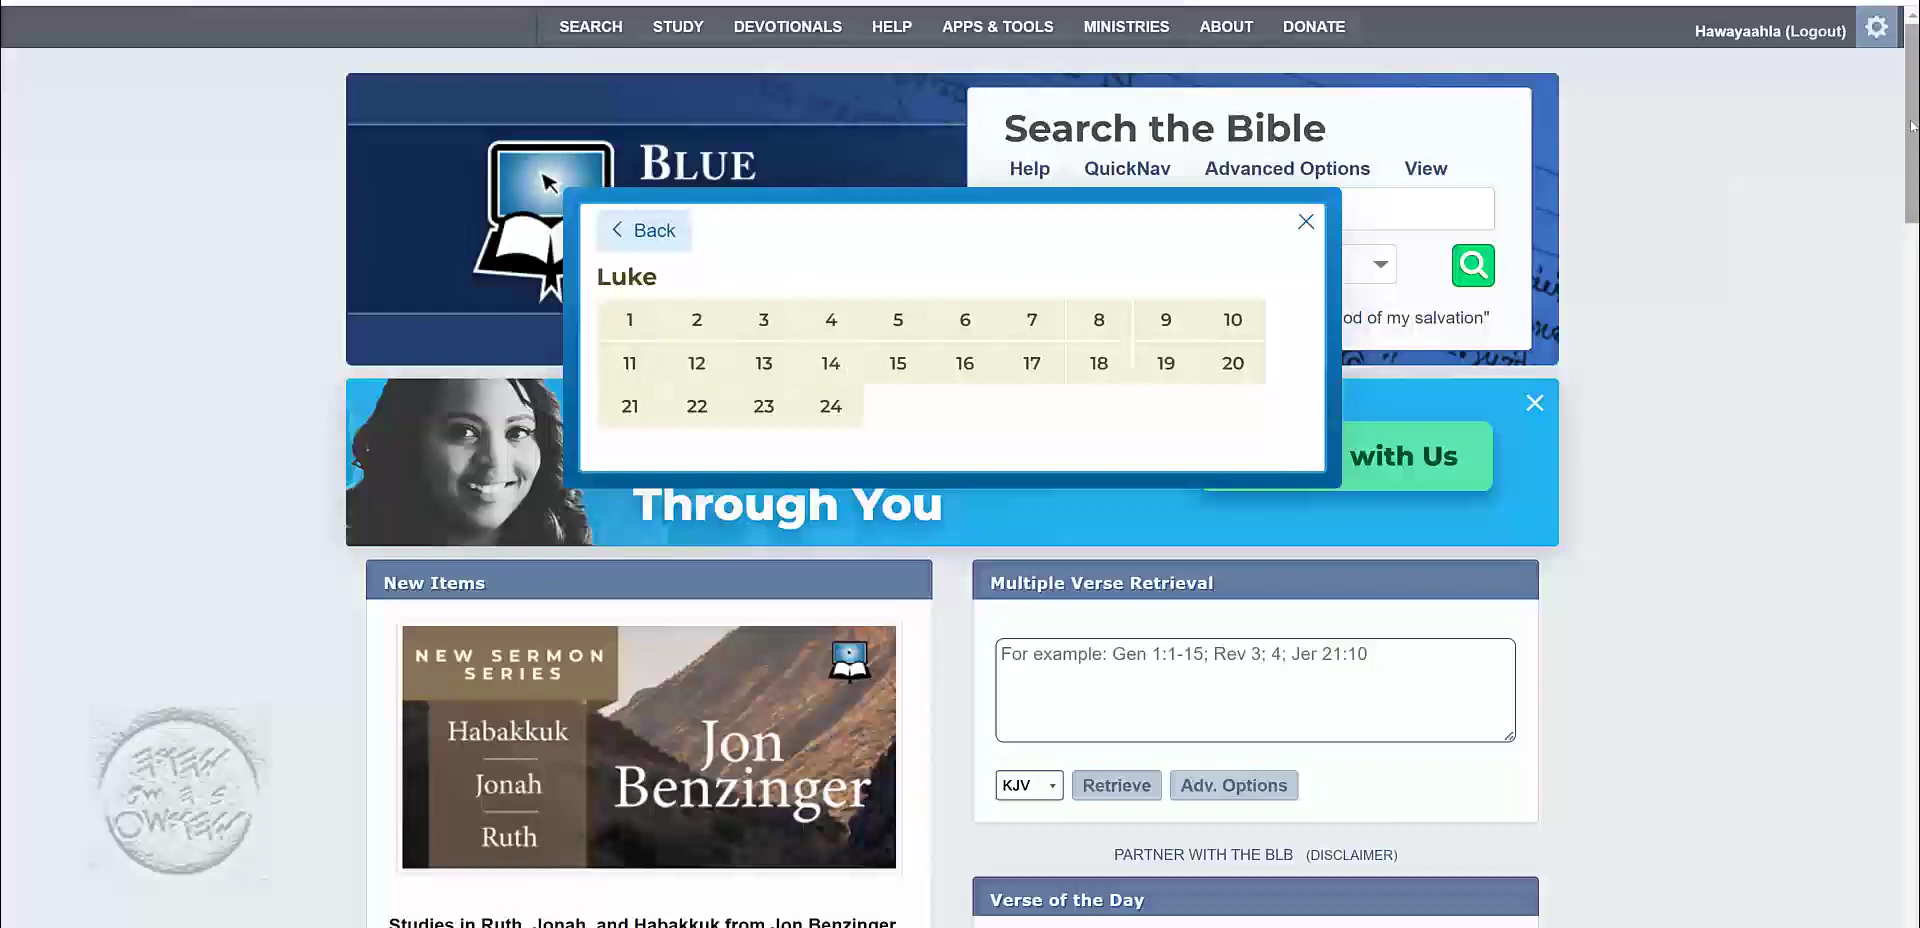 SEARCH STUDY DEVOTIONALS HELP APPS & TOOLS MINISTRIES ABOUT DONATE
Hawayaahla (Logout)
BLUE
Search the Bible
Help QuickNav Advanced Options View
od of my salvation"
Back
Luke
1 2 3 4 5 6 7 8 9 10
11 12 13 14 15 16 17 18 19 20
21 22 23 24
with Us
Through You
New Items
NEW SERMON
SERIES
Habakkuk
Jonah
Ruth
Jon
Benzinger
Studies in Ruth, Jonah, and Habakkuk from Jon Benzinger
Multiple Verse Retrieval
For example: Gen 1:1-15; Rev 3; 4; Jer 21:10
KJV Retrieve Adv. Options
PARTNER WITH THE BLB (DISCLAIMER)
Verse of the Day